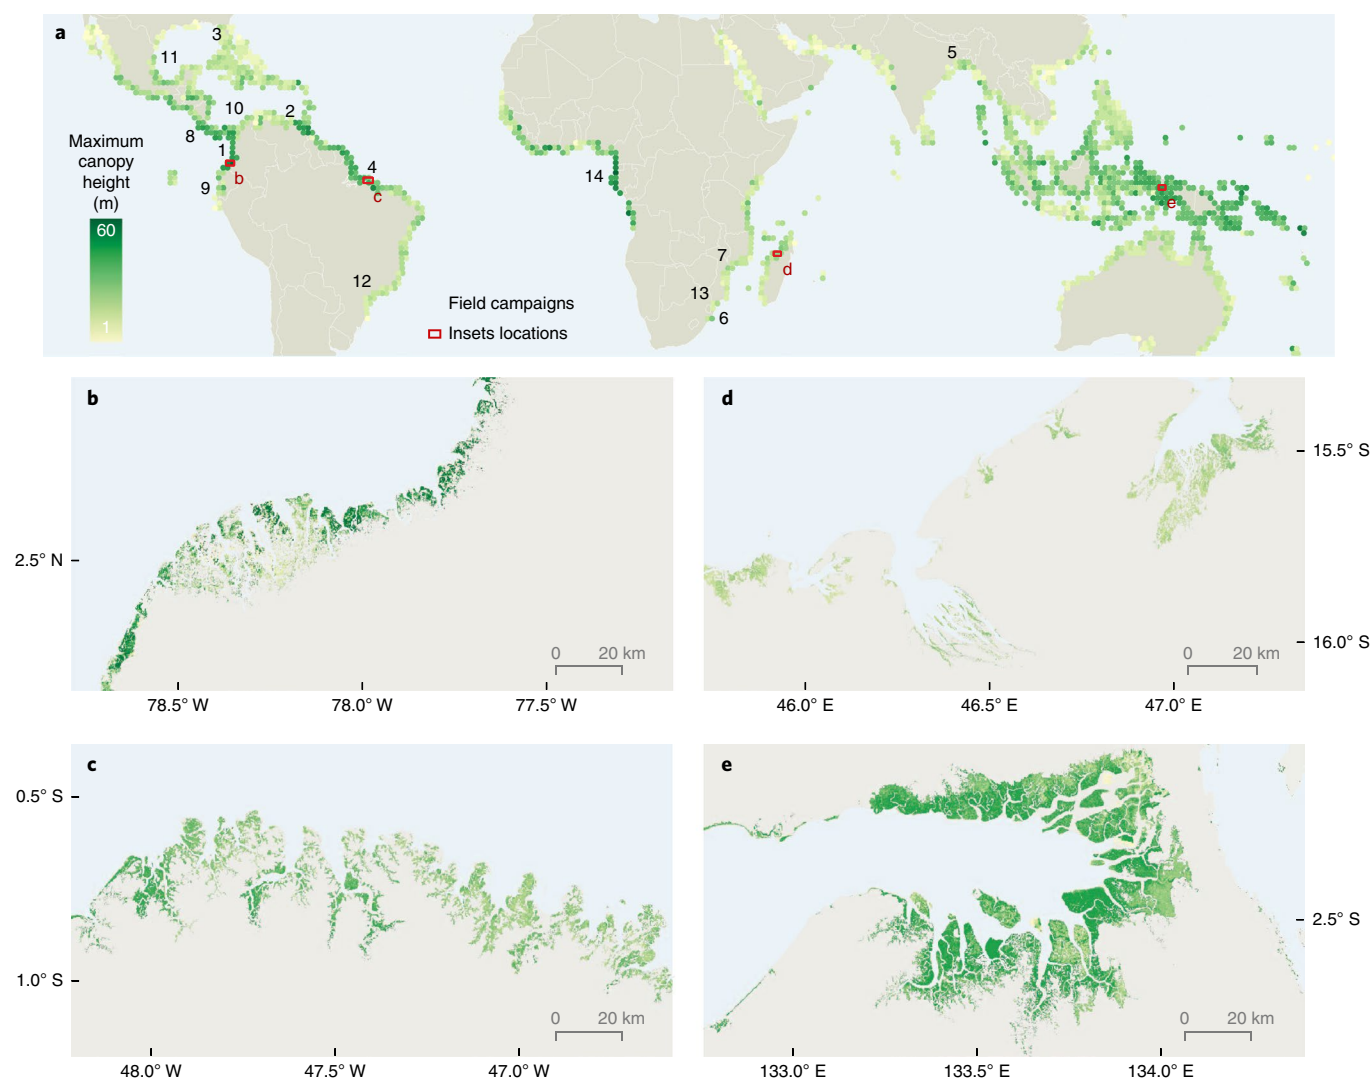 a
3
11
5
10
2
Maximum
canopy
height
(m)
8
1
4
14
b
9
c
e
60
7
d
12
13
Field campaigns
6
1
Insets locations
b
d
15.5° S
2.5° N
16.0° S
0 20 km
0 20 km
78.5° W
78.0° W
77.5° W
46.0° E
46.5° E
47.0° E
c
e
0.5° S
2.5° S
1.0° S
0 20 km
0 20 km
48.0° W
47.5° W
47.0° W
133.0° E
133.5° E
134.0° E